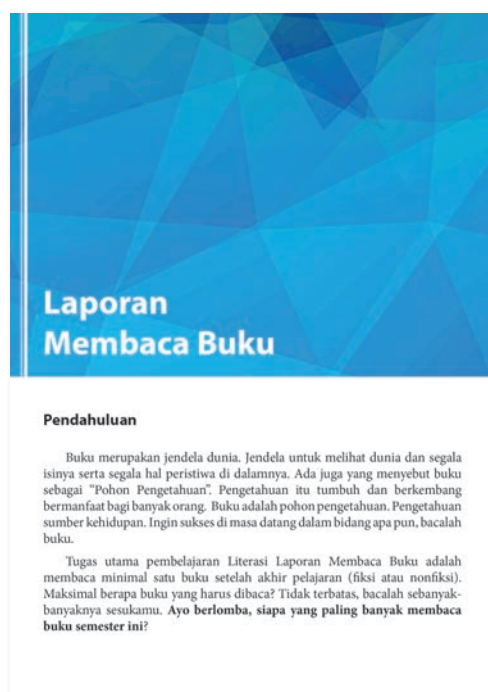 Laporan
Membaca Buku
Pendahuluan
Buku merupakan jendela dunia. Jendela untuk melihat dunia dan segala
isinya serta segala hal peristiwa di dalamnya. Ada juga yang menyebut buku
sebagai “Pohon Pengetahuan”. Pengetahuan itu tumbuh dan berkembang
bermanfaat bagi banyak orang. Buku adalah pohon pengetahuan. Pengetahuan
sumber kehidupan. Ingin sukses di masa datang dalam bidang apa pun, bacalah
buku.
Tugas utama pembelajaran Literasi Laporan Membaca Buku adalah
membaca minimal satu buku setelah akhir pelajaran (fiksi atau nonfiksi).
Maksimal berapa buku yang harus dibaca? Tidak terbatas, bacalah sebanyak-
banyaknya sesukamu. Ayo berlomba, siapa yang paling banyak membaca
buku semester ini?